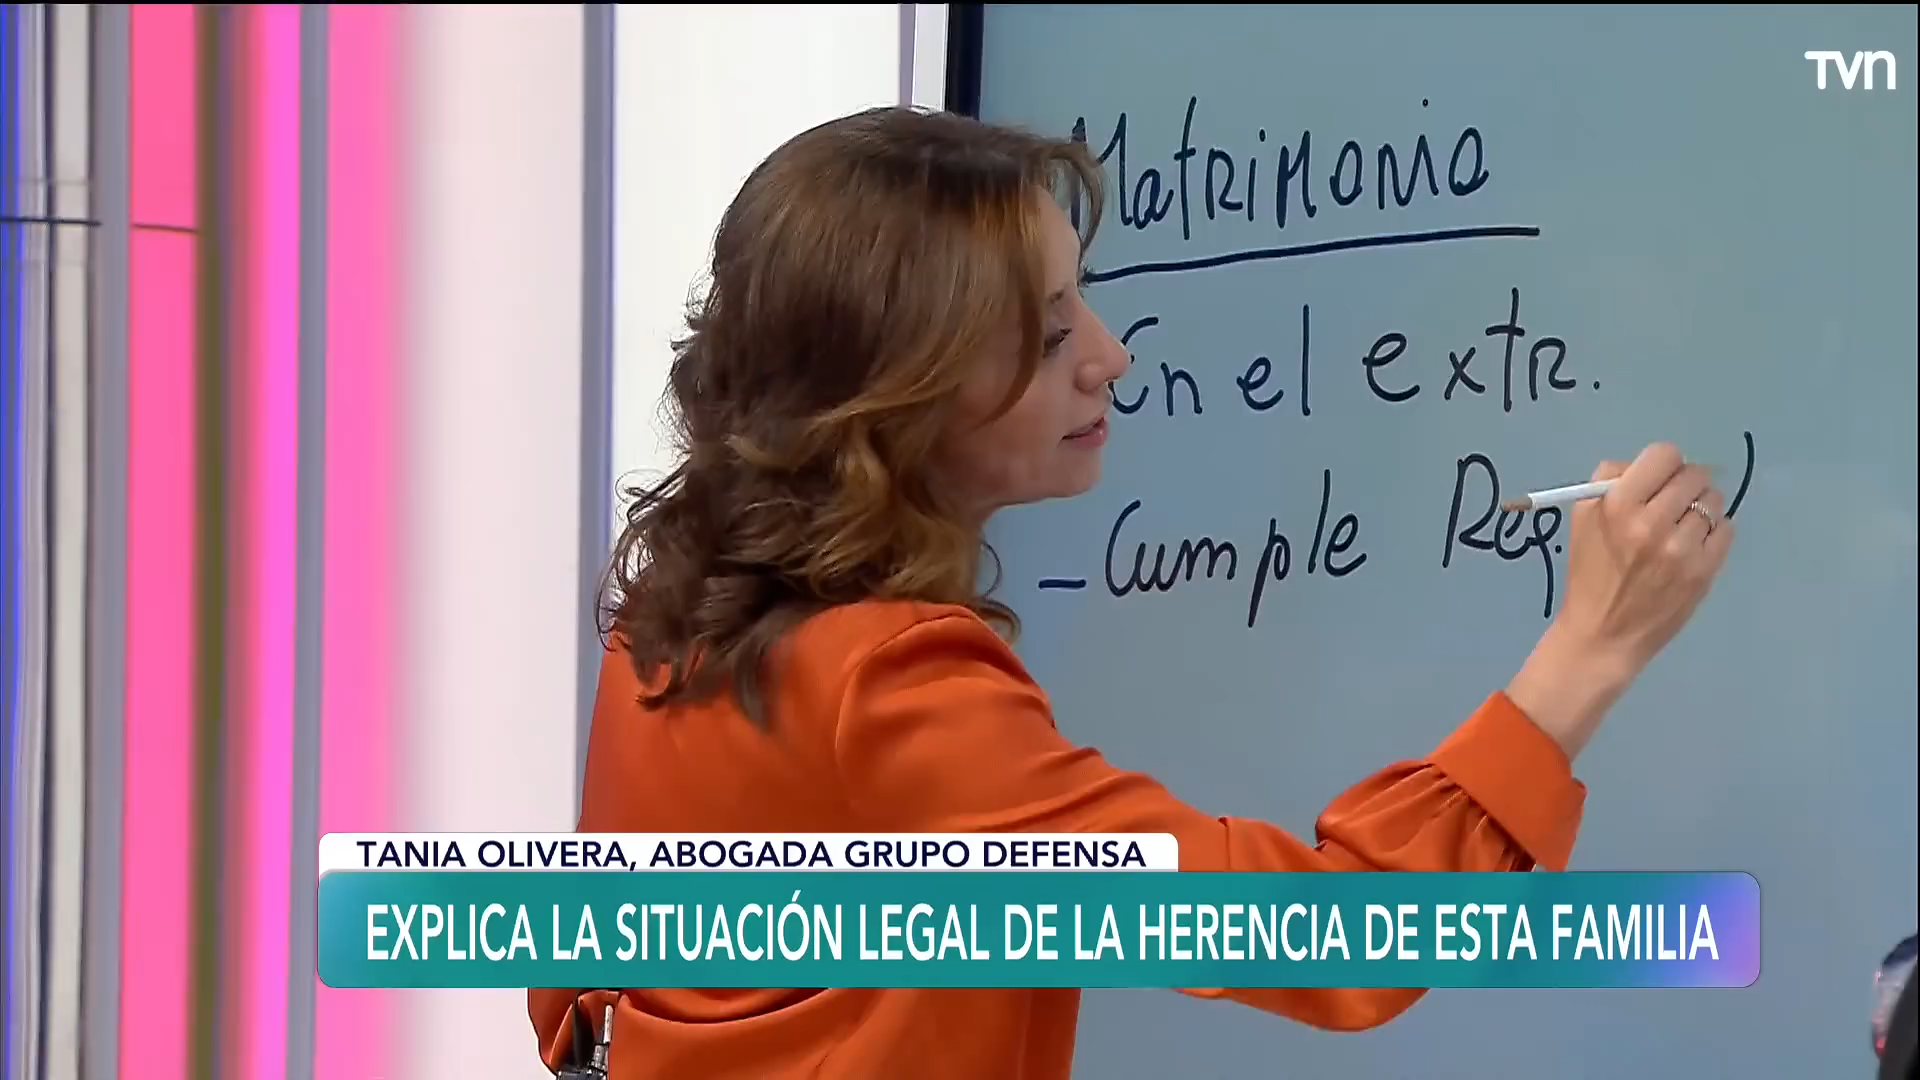 TVN
Matrimonio
En el extr.
- Cumple Req.
TANIA OLIVERA, ABOGADA GRUPO DEFENSA
EXPLICA LA SITUACIÓN LEGAL DE LA HERENCIA DE ESTA FAMILIA